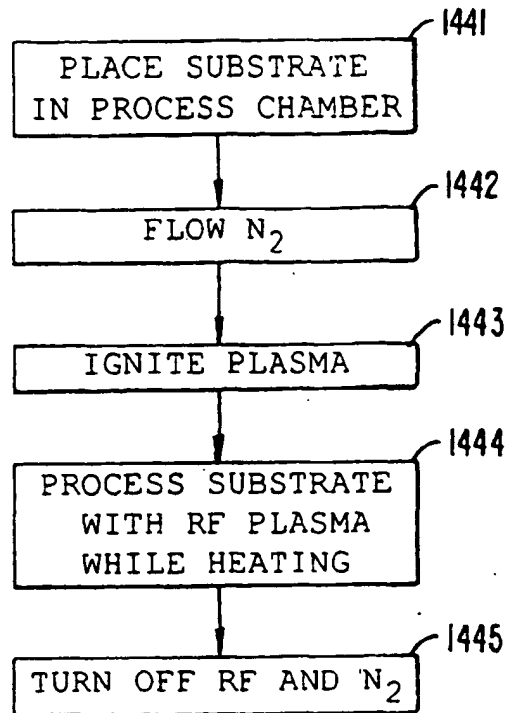 1441
PLACE SUBSTRATE
IN PROCESS CHAMBER
1442
FLOW N2
1443
IGNITE PLASMA
1444
PROCESS SUBSTRATE
WITH RF PLASMA
WHILE HEATING
1445
TURN OFF RF AND N2